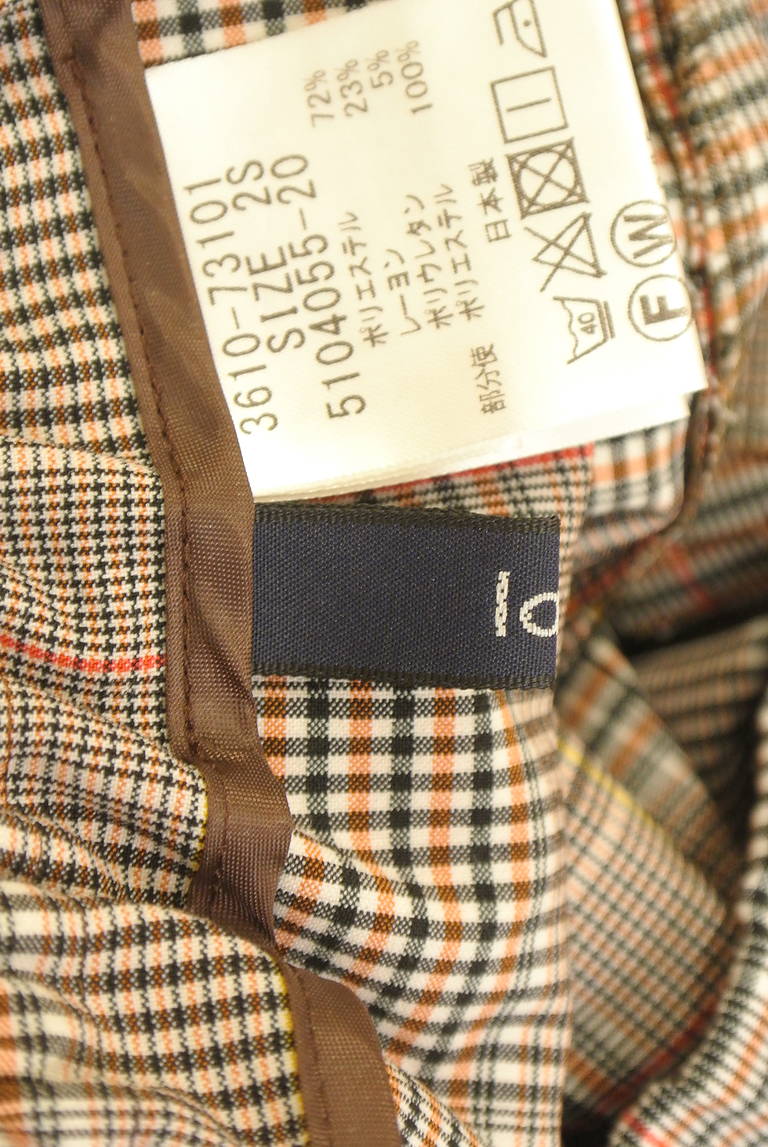 3610-73101
SIZE 2S
5104055-20
ポリエステル 72%
レーヨン 23%
ポリウレタン 5%
部分使 ポリエステル 100%
日本製
40
F W
IO